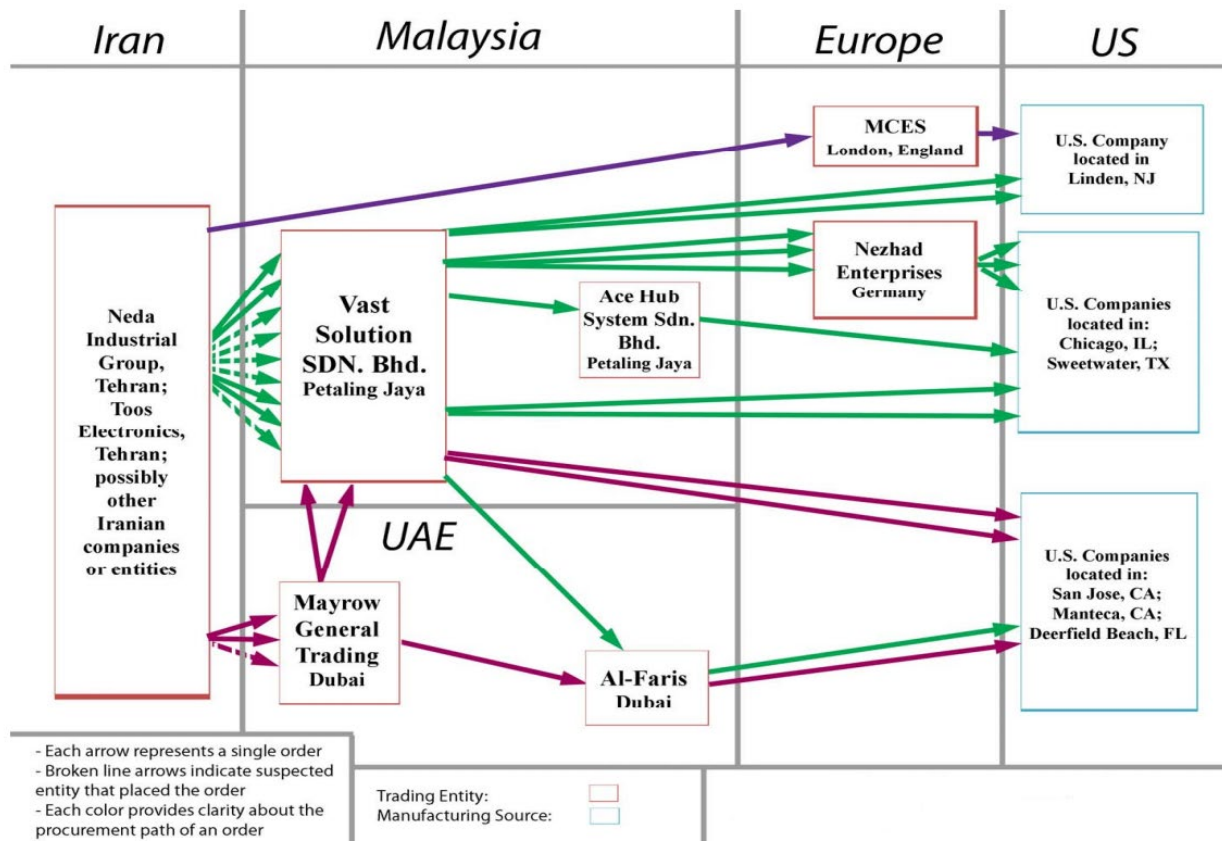 Iran
Malaysia
Europe
US
MCES
London, England
U.S. Company
located in
Linden, NJ
Neda
Industrial
Group,
Tehran;
Toos
Electronics,
Tehran;
possibly
other
Iranian
companies
or entities
Vast
Solution
SDN. Bhd.
Petaling Jaya
Ace Hub
System Sdn.
Bhd.
Petaling Jaya
Nezhad
Enterprises
Germany
U.S. Companies
located in:
Chicago, IL;
Sweetwater, TX
UAE
Mayrow
General
Trading
Dubai
Al-Faris
Dubai
U.S. Companies
located in:
San Jose, CA;
Manteca, CA;
Deerfield Beach, FL
- Each arrow represents a single order
- Broken line arrows indicate suspected
entity that placed the order
- Each color provides clarity about the
procurement path of an order
Trading Entity:
Manufacturing Source: